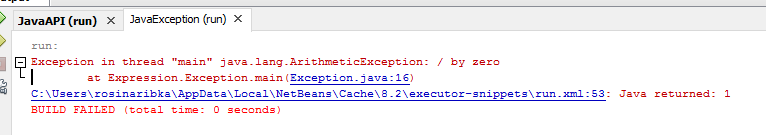 JavaAPI (run) × JavaException (run) ×
run:
Exception in thread "main" java.lang.ArithmeticException: / by zero
at Expression.Exception.main(Exception.java:16)
C:\Users\rosinaribka\AppData\Local\NetBeans\Cache\8.2\executor-snippets\run.xml:53: Java returned: 1
BUILD FAILED (total time: 0 seconds)